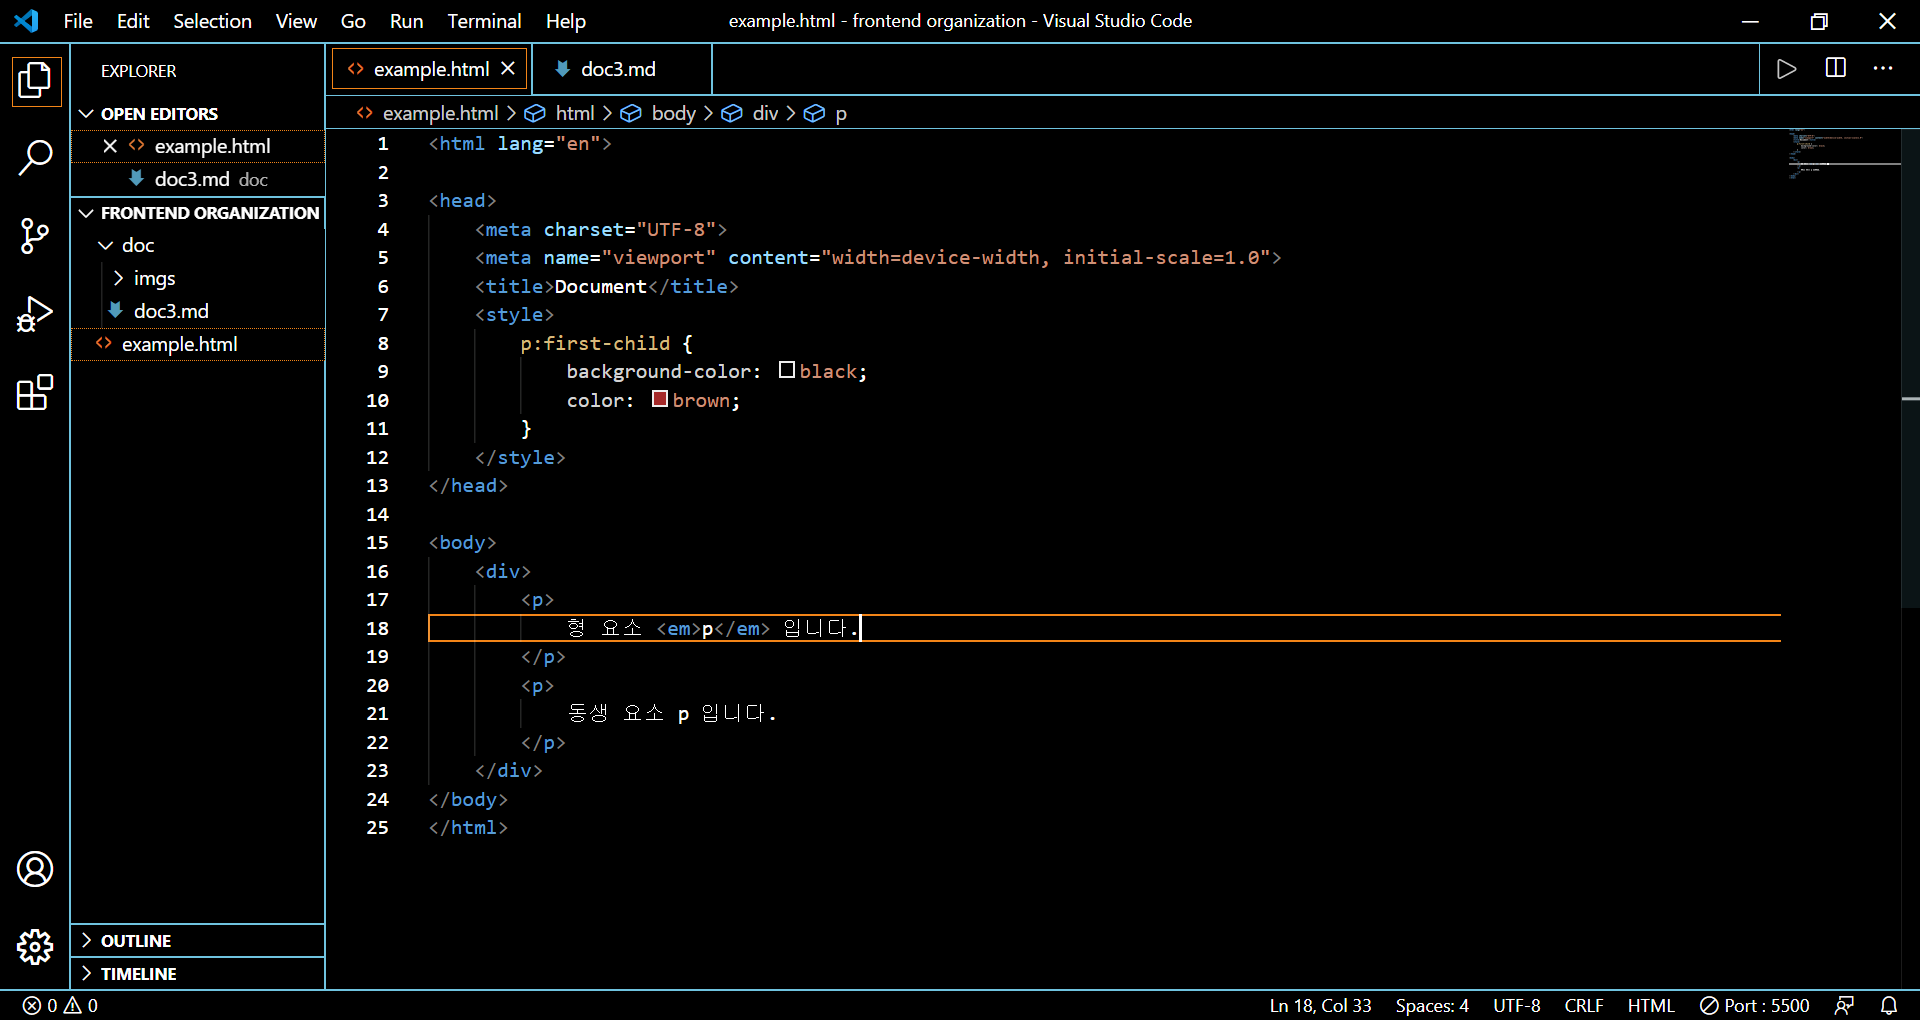 File Edit Selection View Go Run Terminal Help example.html - frontend organization - Visual Studio Code
EXPLORER
OPEN EDITORS
example.html
doc3.md doc
FRONTEND ORGANIZATION
doc
imgs
doc3.md
example.html
OUTLINE
TIMELINE
example.html doc3.md
example.html > html > body > div > p
1 <html lang="en">
2
3 <head>
4 <meta charset="UTF-8">
5 <meta name="viewport" content="width=device-width, initial-scale=1.0">
6 <title>Document</title>
7 <style>
8 p:first-child {
9 background-color: black;
10 color: brown;
11 }
12 </style>
13 </head>
14
15 <body>
16 <div>
17 <p>
18 형 요소 <em>p</em> 입니다.
19 </p>
20 <p>
21 동생 요소 p 입니다.
22 </p>
23 </div>
24 </body>
25 </html>
0 0 Ln 18, Col 33 Spaces: 4 UTF-8 CRLF HTML Port : 5500